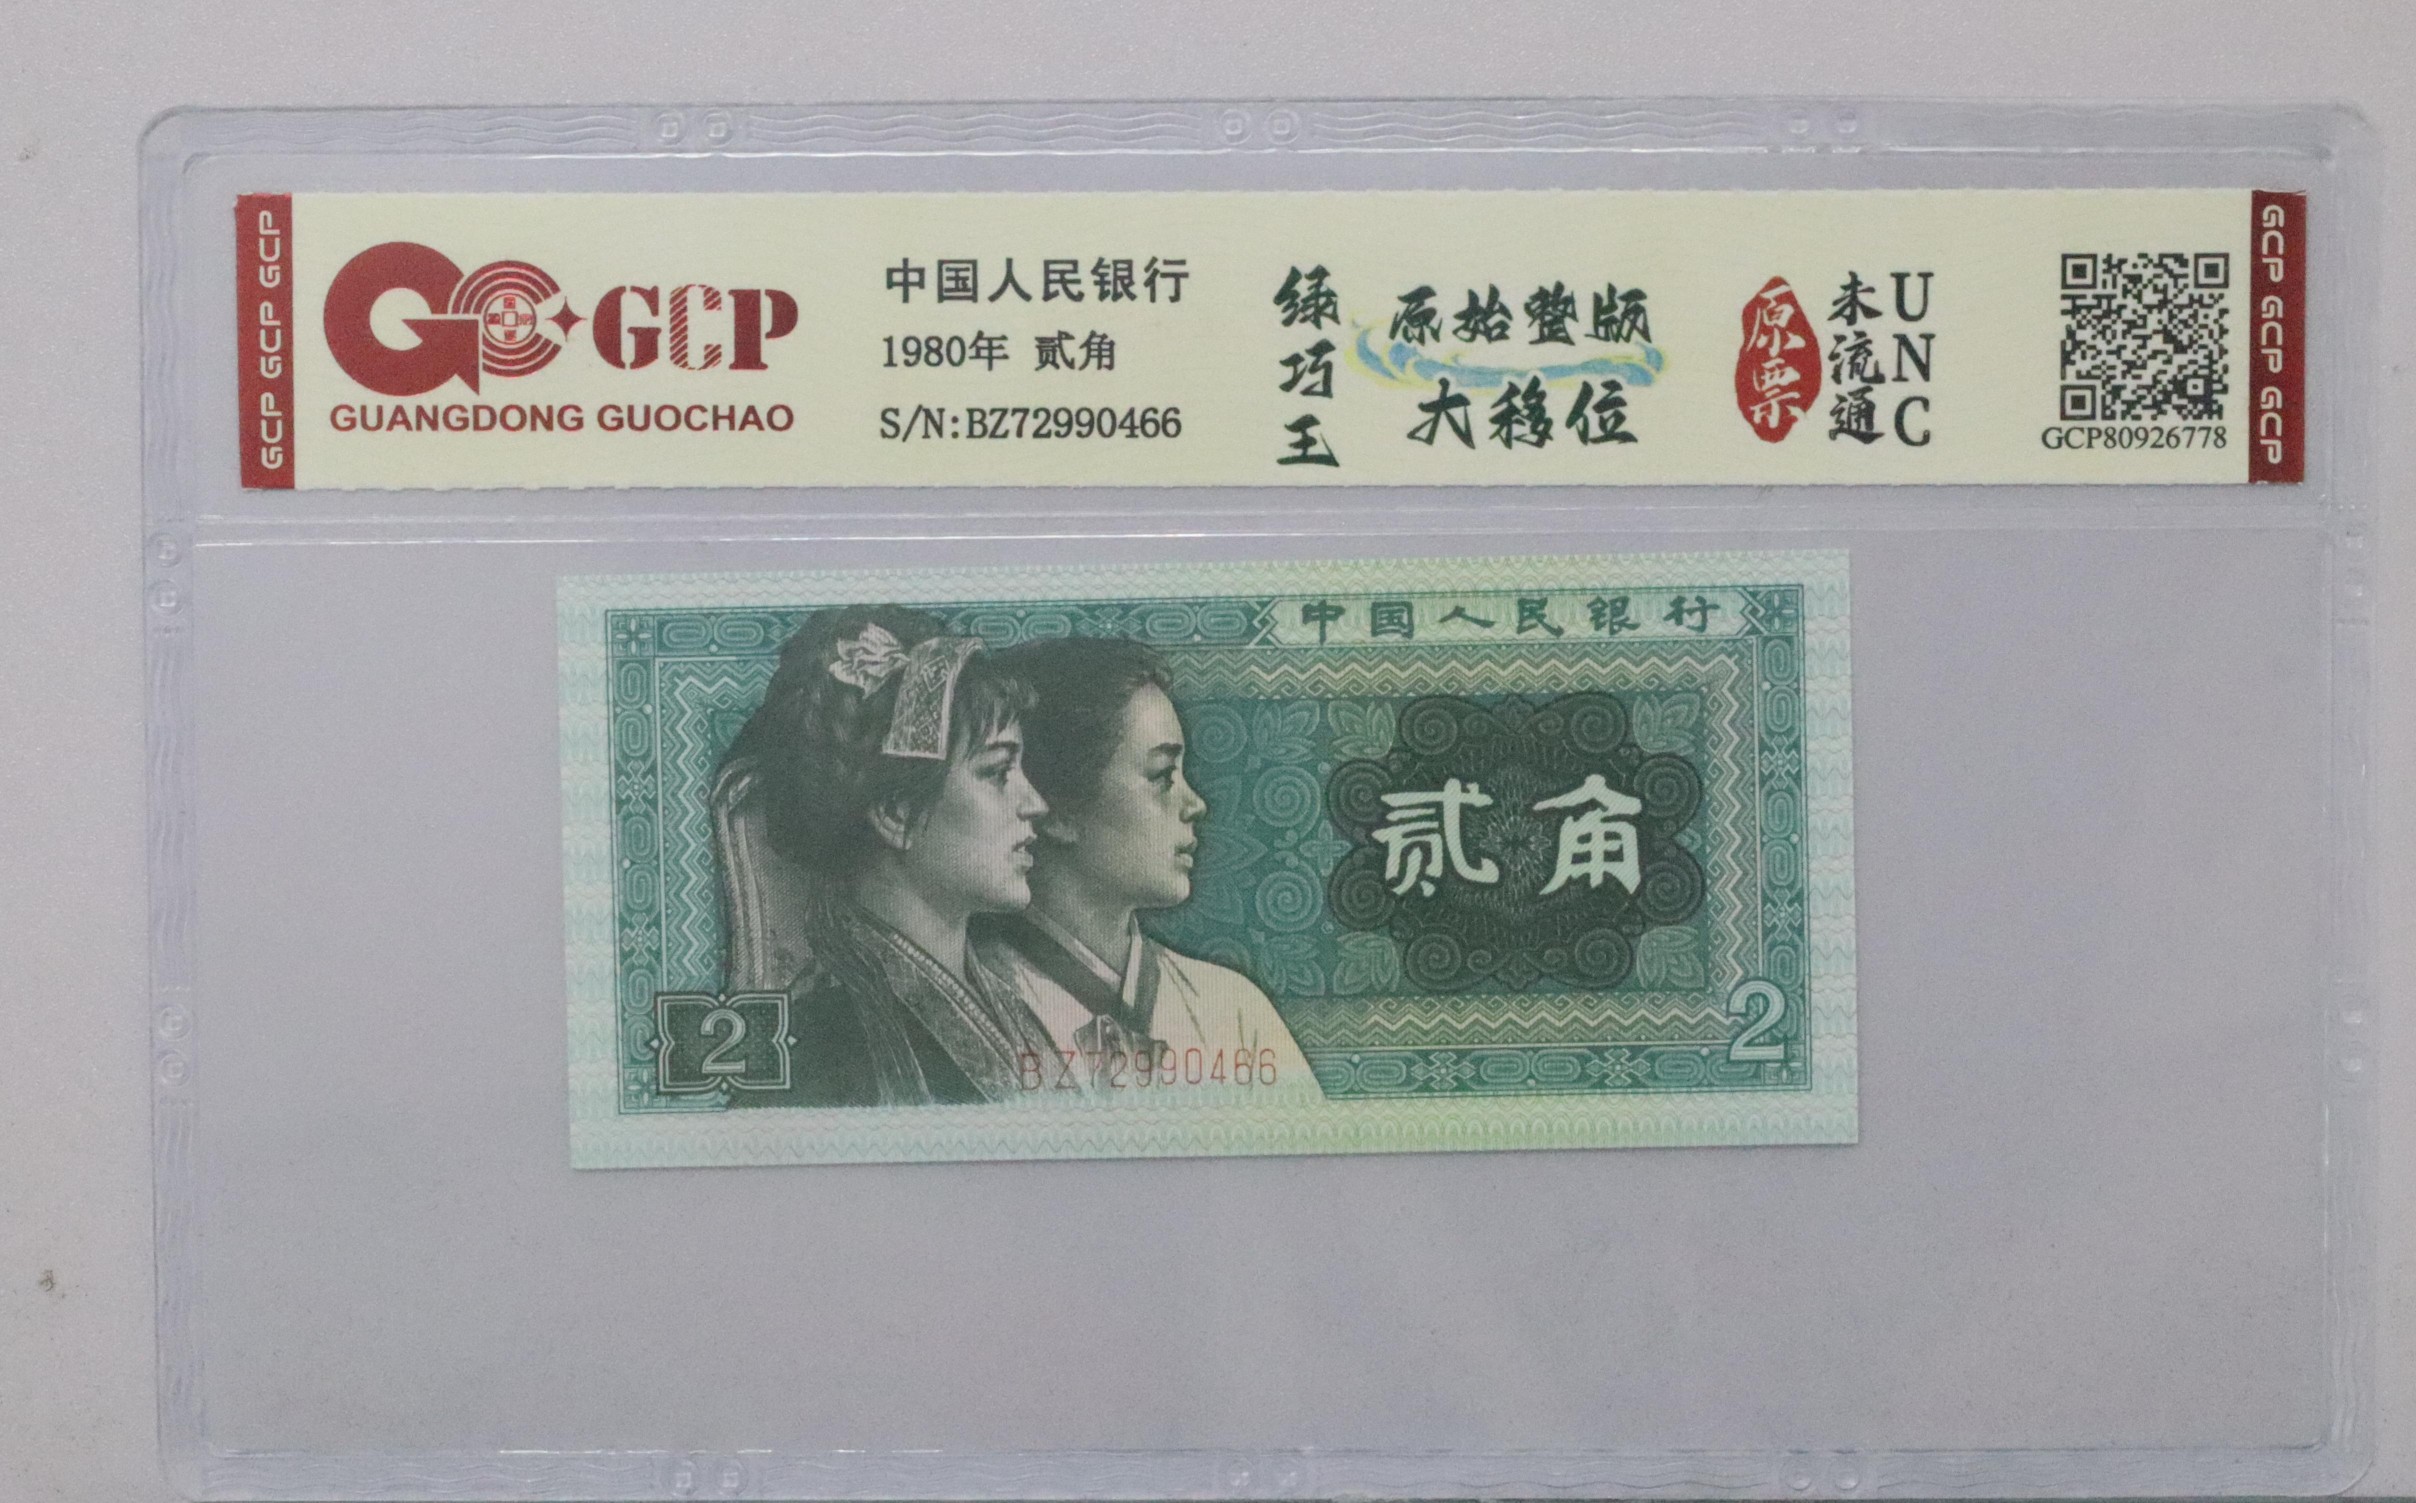 GCP GCP GCP
GCP
GUANGDONG GUOCHAO
中国人民银行
1980年 贰角
S/N:BZ72990466
绿巧王
原始整版
大移位
原票
未流通
UNC
GCP80926778
GCP GCP GCP
中国人民银行
贰角
2
BZ72990466
2